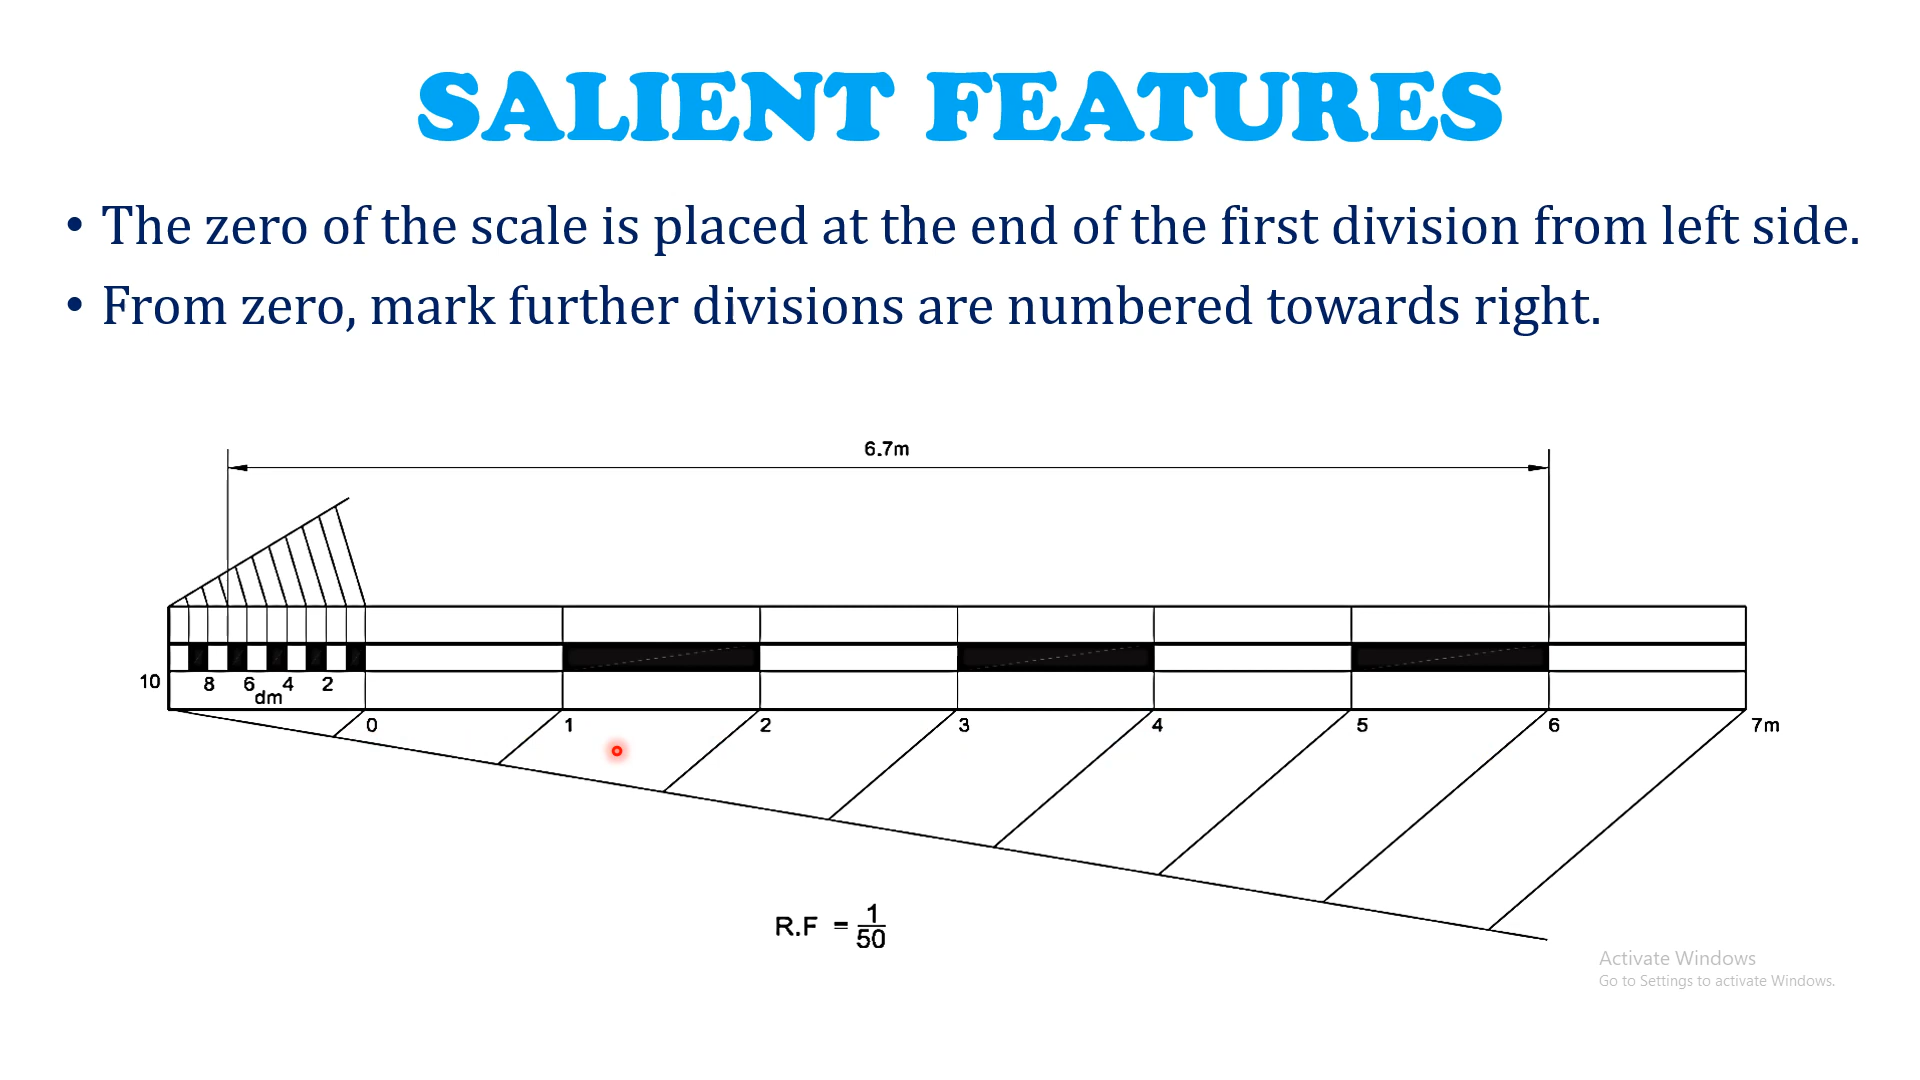 SALIENT FEATURES
• The zero of the scale is placed at the end of the first division from left side.
• From zero, mark further divisions are numbered towards right.
6.7m
10 8 6 4 2
dm
0 1 2 3 4 5 6 7m
R.F = 1/50
Activate Windows
Go to Settings to activate Windows.